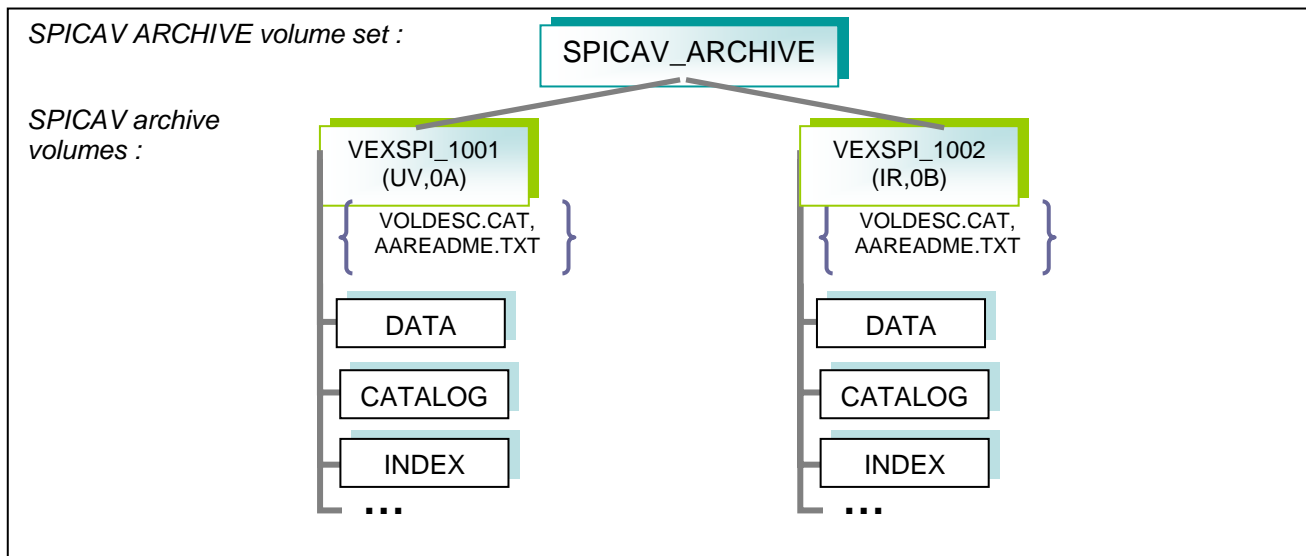 SPICAV ARCHIVE volume set :
SPICAV_ARCHIVE
SPICAV archive
volumes :
VEXSPI_1001
(UV,0A)
VOLDESC.CAT,
AAREADME.TXT
DATA
CATALOG
INDEX
...
VEXSPI_1002
(IR,0B)
VOLDESC.CAT,
AAREADME.TXT
DATA
CATALOG
INDEX
...